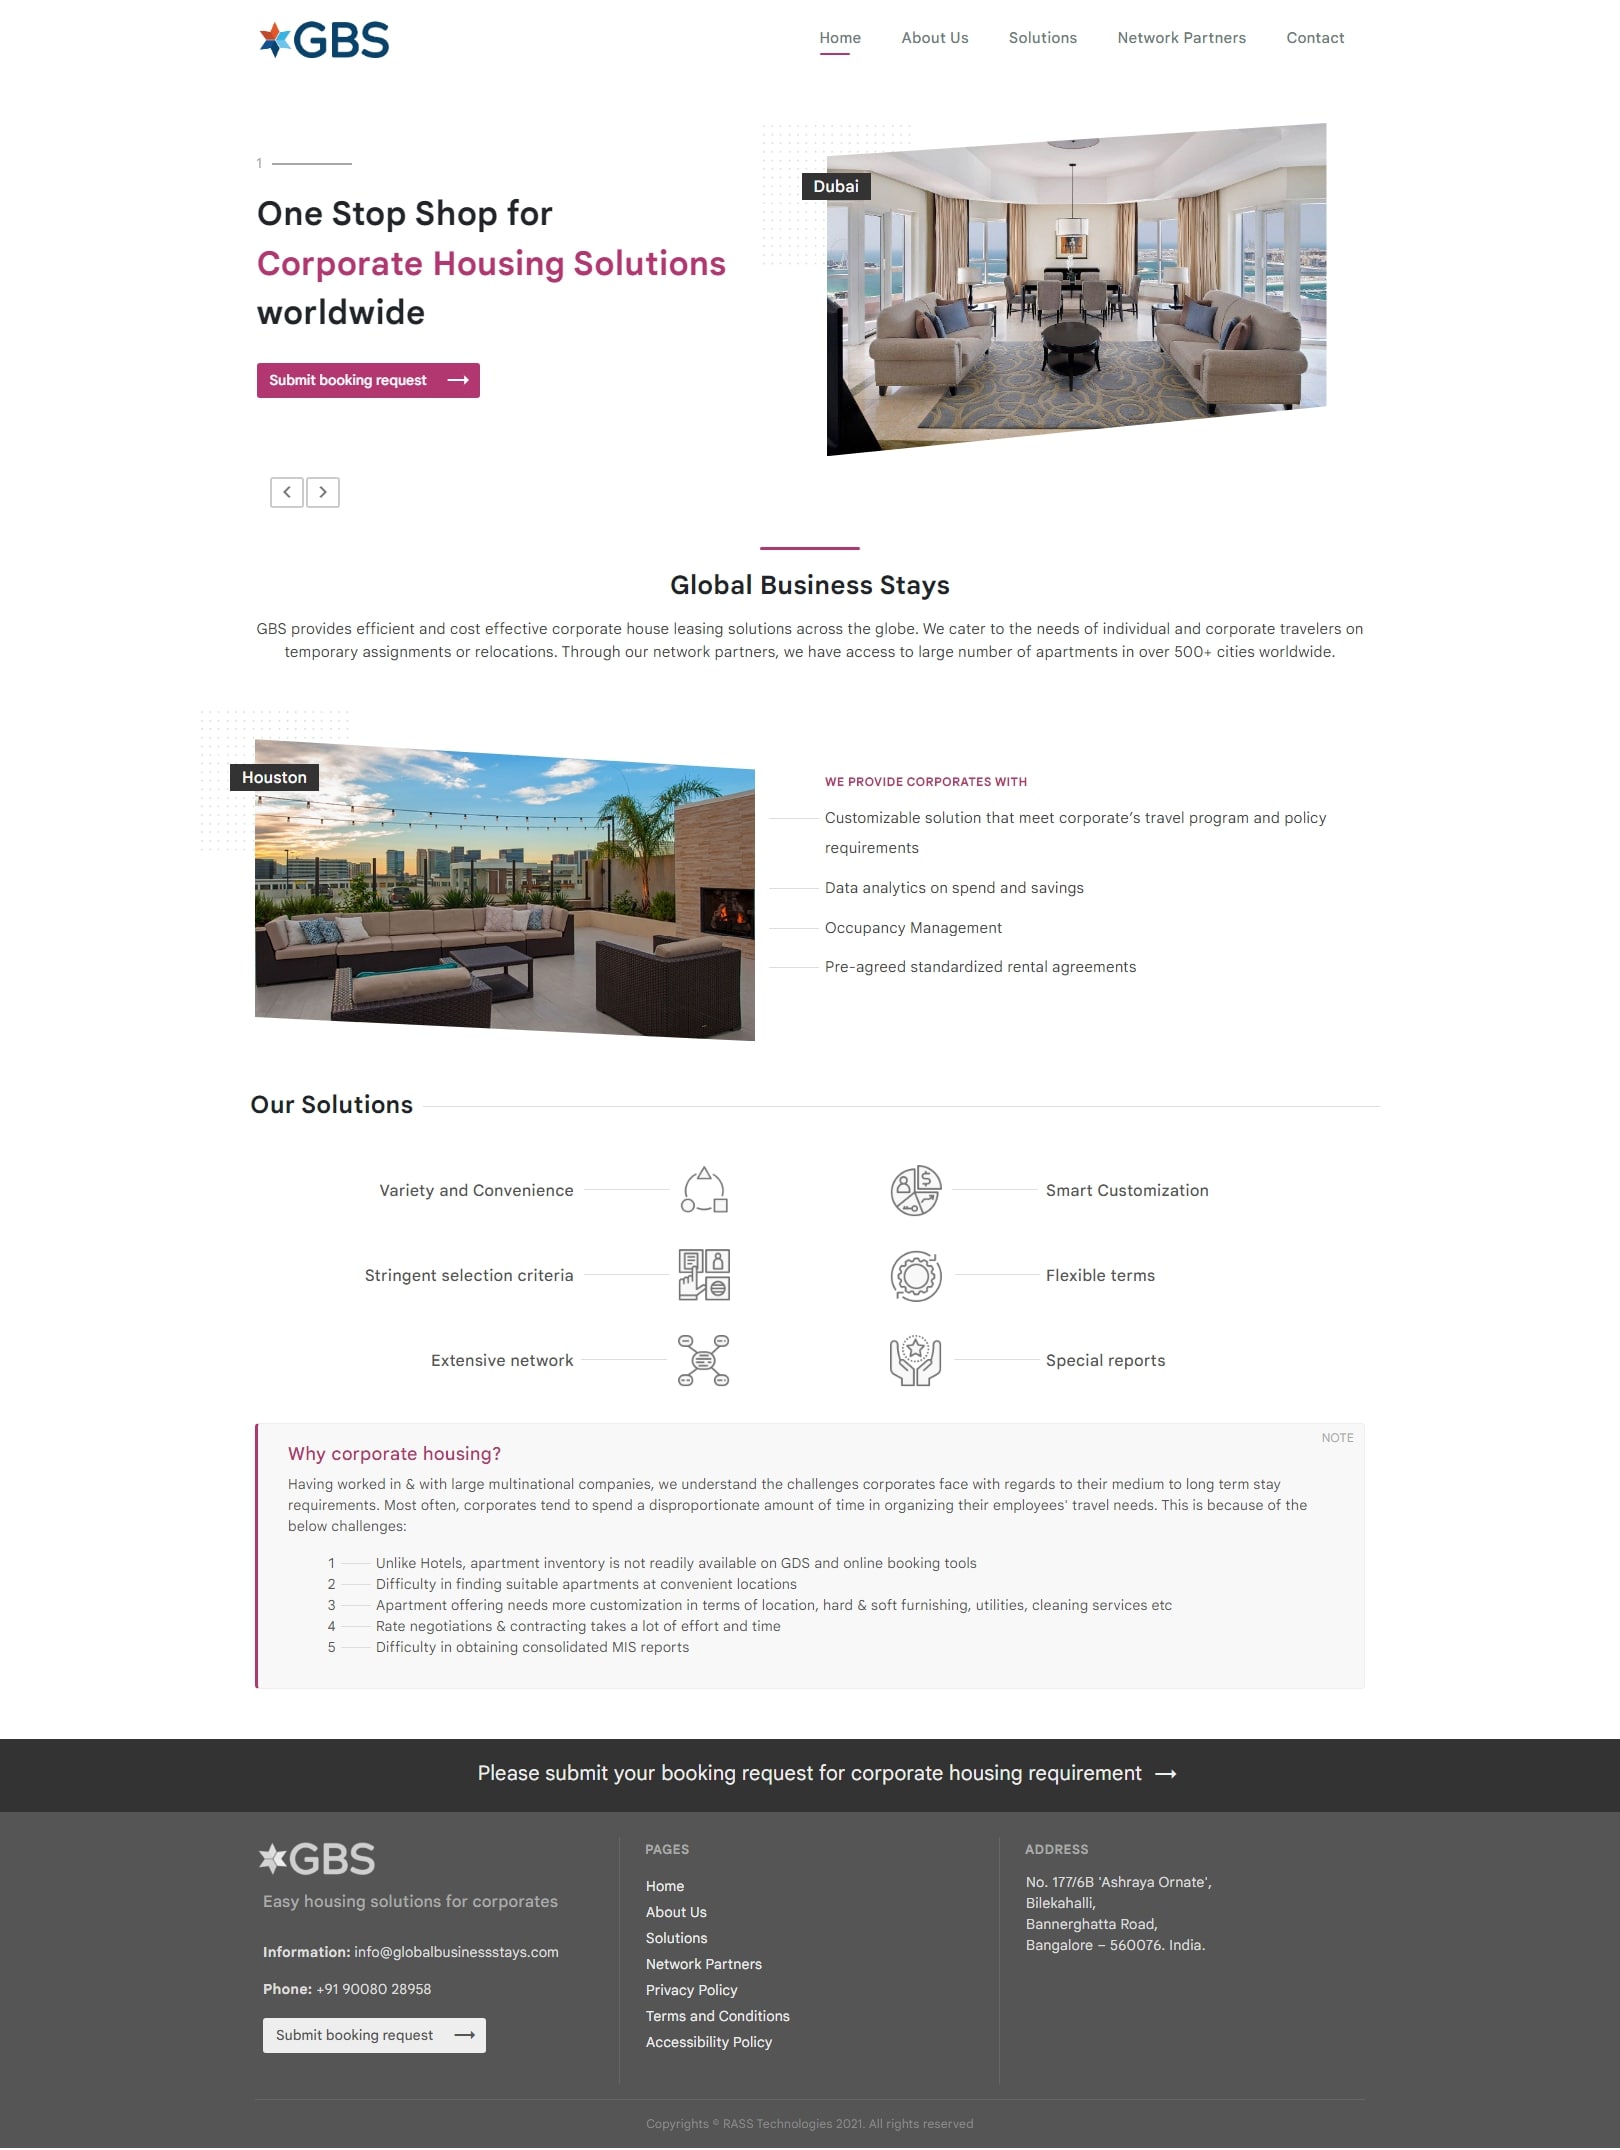 GBS
Home
About Us
Solutions
Network Partners
Contact
1
One Stop Shop for
Corporate Housing Solutions
worldwide
Submit booking request
Dubai
Global Business Stays
GBS provides efficient and cost effective corporate house leasing solutions across the globe. We cater to the needs of individual and corporate travelers on
temporary assignments or relocations. Through our network partners, we have access to large number of apartments in over 500+ cities worldwide.
Houston
WE PROVIDE CORPORATES WITH
Customizable solution that meet corporate's travel program and policy
requirements
Data analytics on spend and savings
Occupancy Management
Pre-agreed standardized rental agreements
Our Solutions
Variety and Convenience
Smart Customization
Stringent selection criteria
Flexible terms
Extensive network
Special reports
NOTE
Why corporate housing?
Having worked in & with large multinational companies, we understand the challenges corporates face with regards to their medium to long term stay
requirements. Most often, corporates tend to spend a disproportionate amount of time in organizing their employees' travel needs. This is because of the
below challenges:
1 Unlike Hotels, apartment inventory is not readily available on GDS and online booking tools
2 Difficulty in finding suitable apartments at convenient locations
3 Apartment offering needs more customization in terms of location, hard & soft furnishing, utilities, cleaning services etc
4 Rate negotiations & contracting takes a lot of effort and time
5 Difficulty in obtaining consolidated MIS reports
Please submit your booking request for corporate housing requirement →
GBS
Easy housing solutions for corporates
Information: info@globalbusinessstays.com
Phone: +91 90080 28958
Submit booking request
PAGES
Home
About Us
Solutions
Network Partners
Privacy Policy
Terms and Conditions
Accessibility Policy
ADDRESS
No. 177/6B 'Ashraya Ornate',
Bilekahalli,
Bannerghatta Road,
Bangalore – 560076. India.
Copyrights © RASS Technologies 2021. All rights reserved